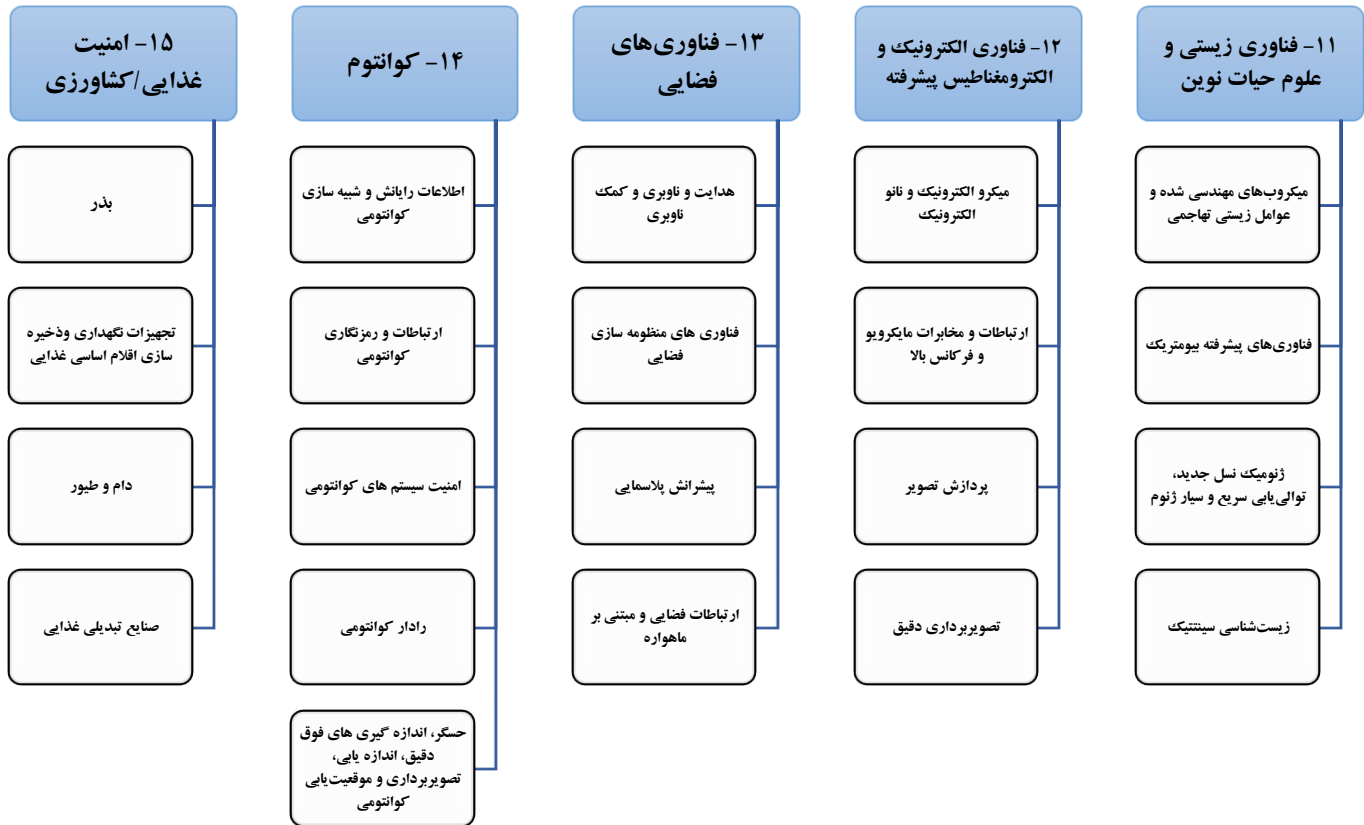 ۱۱- فناوری زیستی و
علوم حیات نوین
میکروب‌های مهندسی شده و
عوامل زیستی تهاجمی
فناوری‌های پیشرفته بیومتریک
ژنومیک نسل جدید،
توالی‌یابی سریع و سیار ژنوم
زیست‌شناسی سینتتیک
۱۲- فناوری الکترونیک و
الکترومغناطیس پیشرفته
میکرو الکترونیک و نانو
الکترونیک
ارتباطات و مخابرات مایکرویو
و فرکانس بالا
پردازش تصویر
تصویربرداری دقیق
۱۳- فناوری‌های
فضایی
هدایت و ناوبری و کمک
ناوبری
فناوری های منظومه سازی
فضایی
پیشرانش پلاسمایی
ارتباطات فضایی و مبتنی بر
ماهواره
۱۴- کوانتوم
اطلاعات رایانش و شبیه سازی
کوانتومی
ارتباطات و رمزنگاری
کوانتومی
امنیت سیستم های کوانتومی
رادار کوانتومی
حسگر، اندازه گیری های فوق
دقیق، اندازه یابی،
تصویربرداری و موقعیت‌یابی
کوانتومی
۱۵- امنیت
غذایی/کشاورزی
بذر
تجهیزات نگهداری وذخیره
سازی اقلام اساسی غذایی
دام و طیور
صنایع تبدیلی غذایی